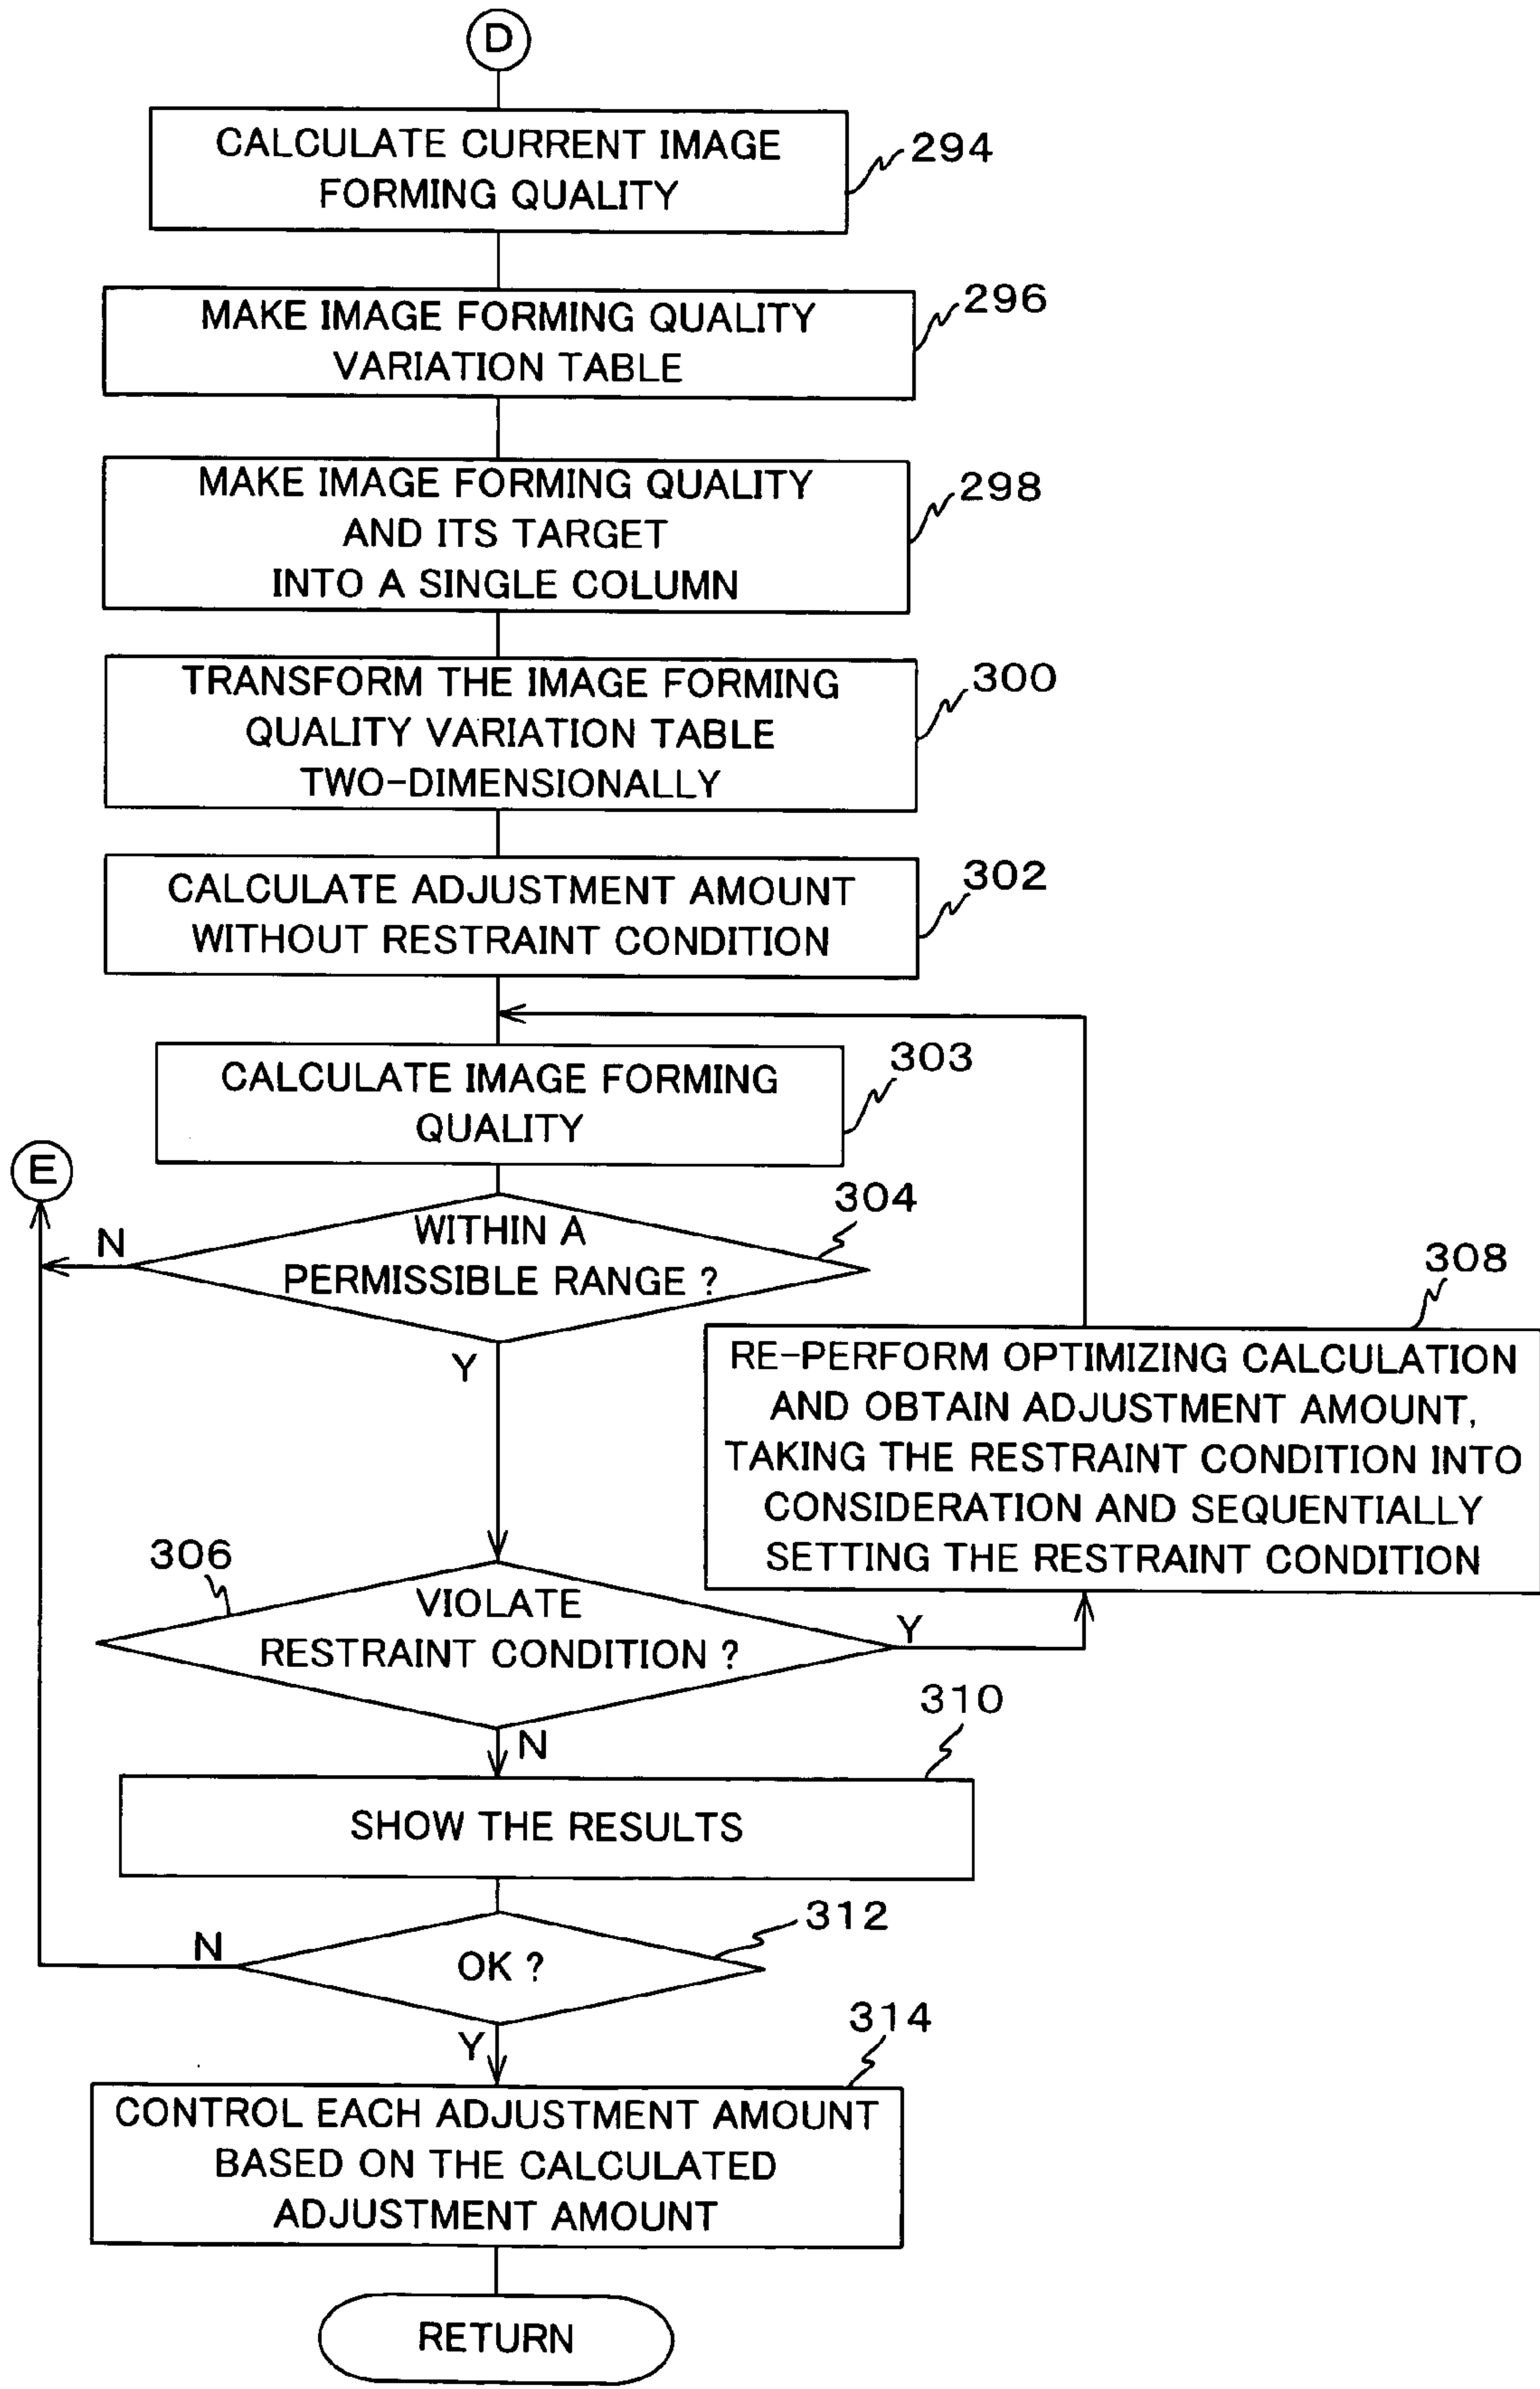 D
CALCULATE CURRENT IMAGE
FORMING QUALITY
294
MAKE IMAGE FORMING QUALITY
VARIATION TABLE
296
MAKE IMAGE FORMING QUALITY
AND ITS TARGET
INTO A SINGLE COLUMN
298
TRANSFORM THE IMAGE FORMING
QUALITY VARIATION TABLE
TWO-DIMENSIONALLY
300
CALCULATE ADJUSTMENT AMOUNT
WITHOUT RESTRAINT CONDITION
302
CALCULATE IMAGE FORMING
QUALITY
303
E
N
WITHIN A
PERMISSIBLE RANGE ?
304
Y
308
RE-PERFORM OPTIMIZING CALCULATION
AND OBTAIN ADJUSTMENT AMOUNT,
TAKING THE RESTRAINT CONDITION INTO
CONSIDERATION AND SEQUENTIALLY
SETTING THE RESTRAINT CONDITION
306
VIOLATE
RESTRAINT CONDITION ?
Y
N
310
SHOW THE RESULTS
312
N
OK ?
Y
314
CONTROL EACH ADJUSTMENT AMOUNT
BASED ON THE CALCULATED
ADJUSTMENT AMOUNT
RETURN